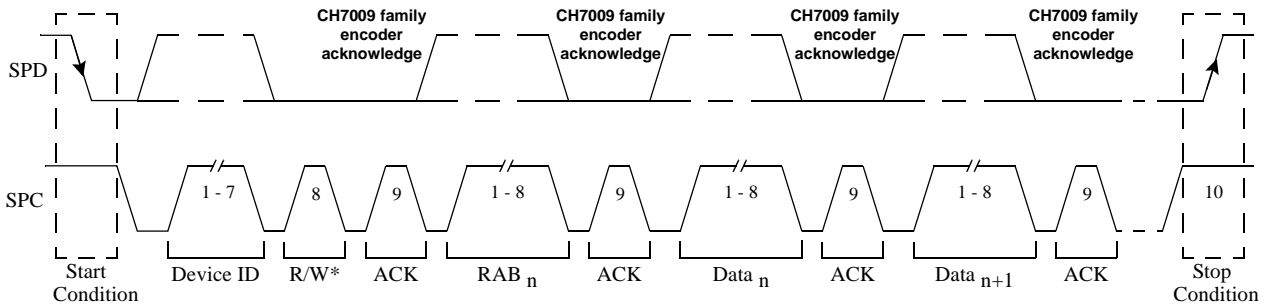 CH7009 family
encoder
acknowledge
CH7009 family
encoder
acknowledge
CH7009 family
encoder
acknowledge
CH7009 family
encoder
acknowledge
SPD
SPC
1 - 7
8
9
1 - 8
9
1 - 8
9
1 - 8
9
10
Start
Condition
Device ID
R/W*
ACK
RAB n
ACK
Data n
ACK
Data n+1
ACK
Stop
Condition